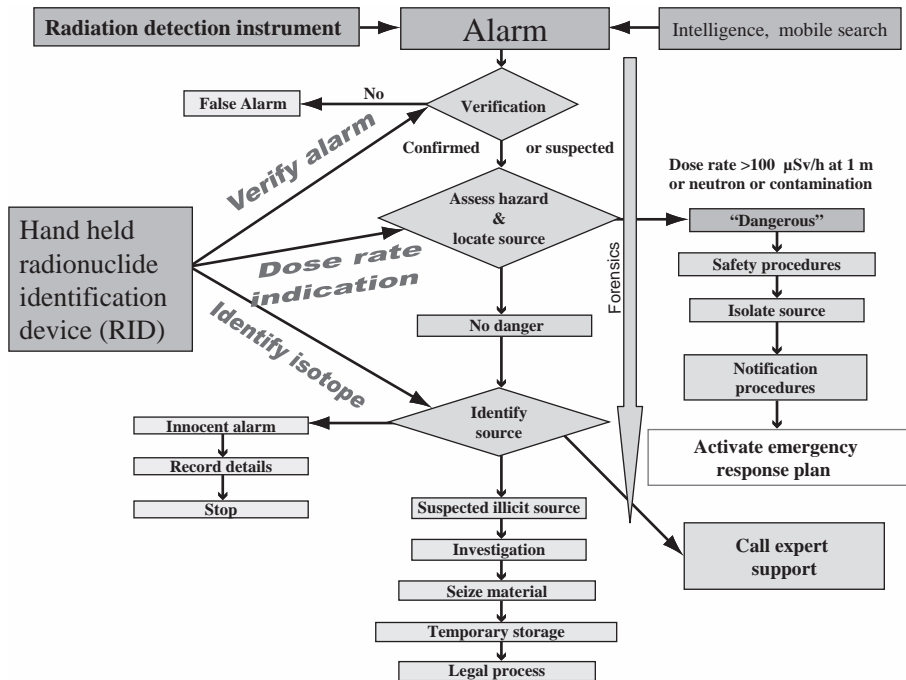 Radiation detection instrument
Alarm
Intelligence, mobile search
No
False Alarm
Verification
Verify alarm
Confirmed or suspected
Dose rate >100 µSv/h at 1 m
or neutron or contamination
Hand held
radionuclide
identification
device (RID)
Assess hazard
&
locate source
"Dangerous"
Dose rate
indication
Forensics
Safety procedures
Isolate source
No danger
Identify isotope
Notification
procedures
Identify
source
Innocent alarm
Record details
Stop
Activate emergency
response plan
Suspected illicit source
Investigation
Call expert
support
Seize material
Temporary storage
Legal process